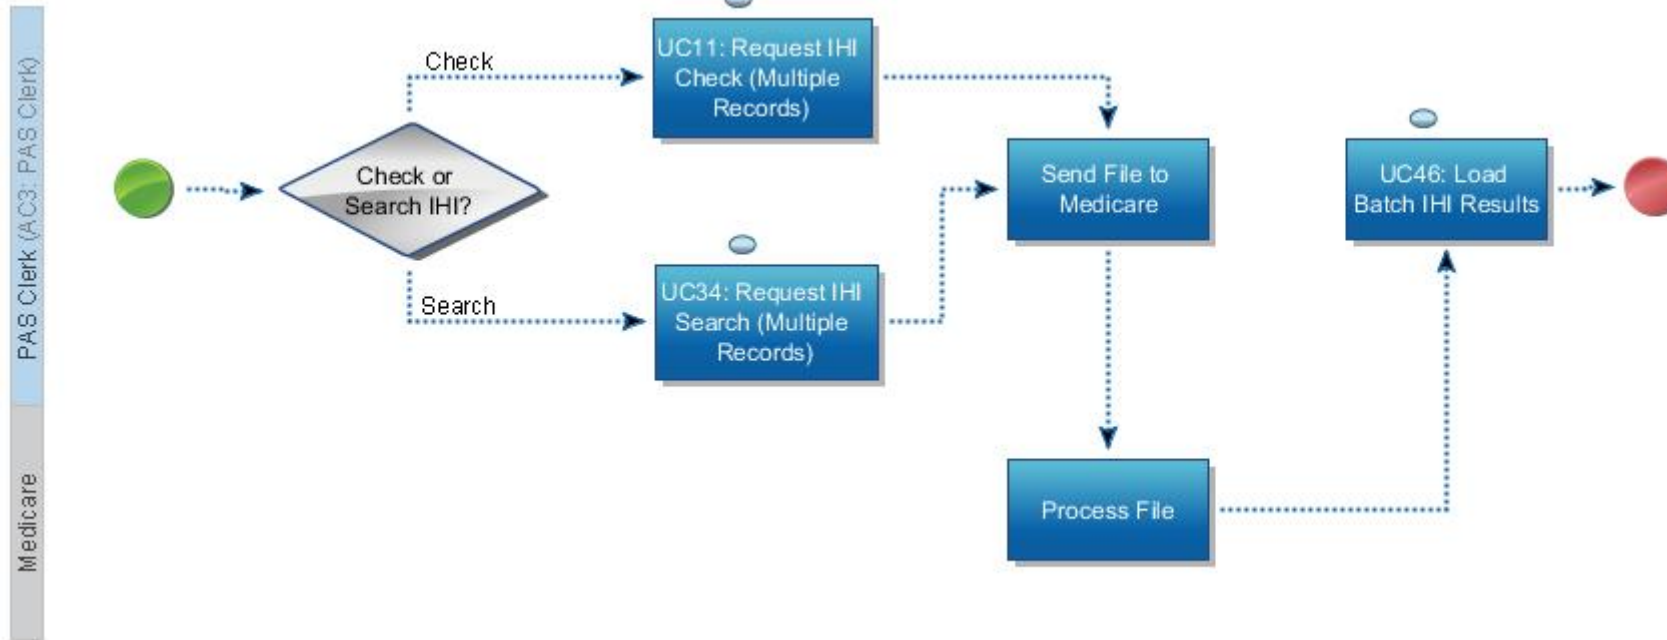 PAS Clerk (AC3: PAS Clerk)
Medicare
Check
Check or
Search IHI?
Search
UC11: Request IHI
Check (Multiple
Records)
UC34: Request IHI
Search (Multiple
Records)
Send File to
Medicare
Process File
UC46: Load
Batch IHI Results